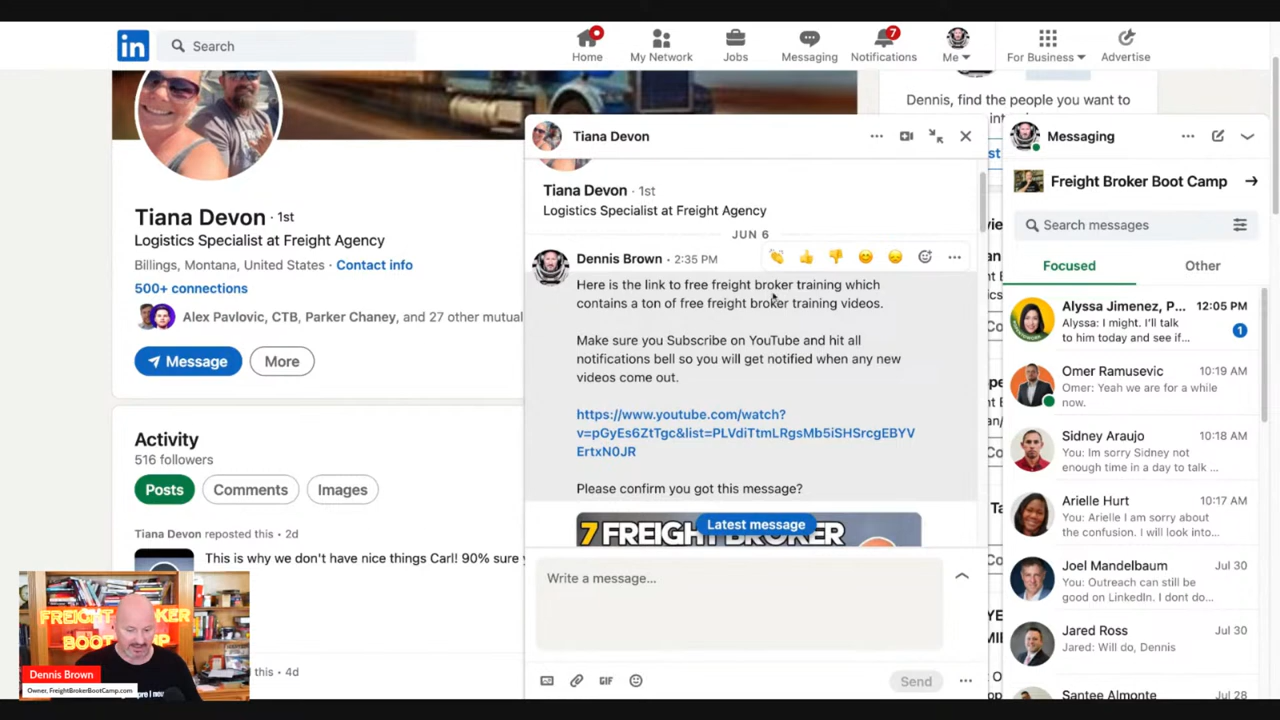 in
Search
Home
My Network
Jobs
Messaging
7
Notifications
Me
For Business
Advertise
Dennis, find the people you want to
Tiana Devon · 1st
Logistics Specialist at Freight Agency
Billings, Montana, United States · Contact info
500+ connections
Alex Pavlovic, CTB, Parker Chaney, and 27 other mutual
Message
More
Activity
516 followers
Posts
Comments
Images
Tiana Devon reposted this · 2d
This is why we don't have nice things Carl! 90% sure y
this · 4d
Tiana Devon
Tiana Devon · 1st
Logistics Specialist at Freight Agency
JUN 6
Dennis Brown · 2:35 PM
Here is the link to free freight broker training which
contains a ton of free freight broker training videos.
Make sure you Subscribe on YouTube and hit all
notifications bell so you will get notified when any new
videos come out.
https://www.youtube.com/watch?
v=pGyEs6ZtTgc&list=PLVdiTtmLRgsMb5iSHSrcgEBYV
ErtxN0JR
Please confirm you got this message?
7 FREIGHT BROKER
Latest message
Write a message...
GIF
Send
Messaging
Freight Broker Boot Camp
Search messages
Focused
Other
Alyssa Jimenez, P...
12:05 PM
Alyssa: I might. I'll talk
to him today and see if...
1
Omer Ramusevic
10:19 AM
Omer: Yeah we are for a while
now.
Sidney Araujo
10:18 AM
You: Im sorry Sidney not
enough time in a day to talk ...
Arielle Hurt
10:17 AM
You: Arielle I am sorry about
the confusion. I will look into...
Joel Mandelbaum
Jul 30
You: Outreach can still be
good on LinkedIn. I dont do...
Jared Ross
Jul 30
Jared: Will do, Dennis
Santee Almonte
Jul 28
FREIGHT BROKER
BOOT CAMP
Dennis Brown
Owner, FreightBrokerBootCamp.com